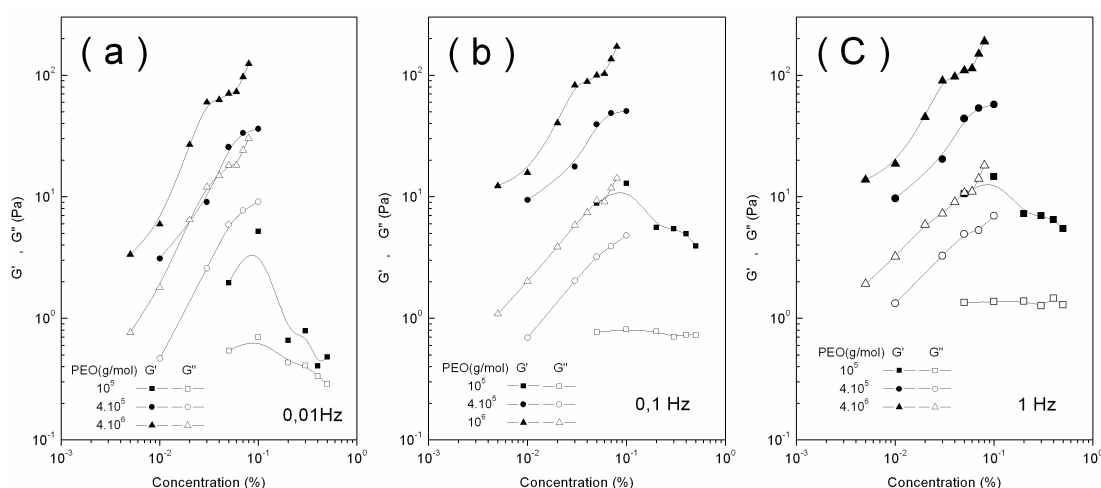 ( a )
10²
10¹
10⁰
10⁻¹
G' , G" (Pa)
PEO(g/mol) G' G"
10⁵
4.10⁵
4.10⁶
0,01Hz
10⁻³ 10⁻² 10⁻¹ 10⁰
Concentration (%)
( b )
10²
10¹
10⁰
10⁻¹
G' , G" (Pa)
PEO(g/mol) G' G"
10⁵
4.10⁵
10⁶
0,1 Hz
10⁻³ 10⁻² 10⁻¹ 10⁰
Concentration (%)
( C )
10²
10¹
10⁰
10⁻¹
G' , G" (Pa)
PEO(g/mol) G' G"
10⁵
4.10⁵
4.10⁶
1 Hz
10⁻³ 10⁻² 10⁻¹ 10⁰
Concentration (%)